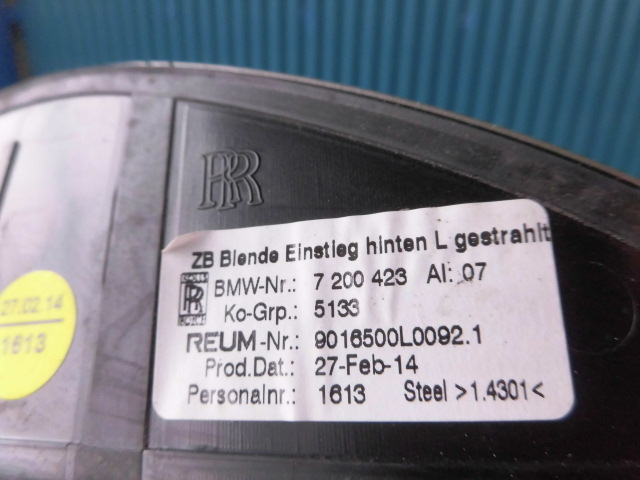 RR
ZB Blende Einstieg hinten L gestrahlt
BMW-Nr.: 7 200 423 AI: 07
Ko-Grp.: 5133
REUM-Nr.: 9016500L0092.1
Prod.Dat.: 27-Feb-14
Personalnr.: 1613 Steel >1.4301<
27.02.14
1613